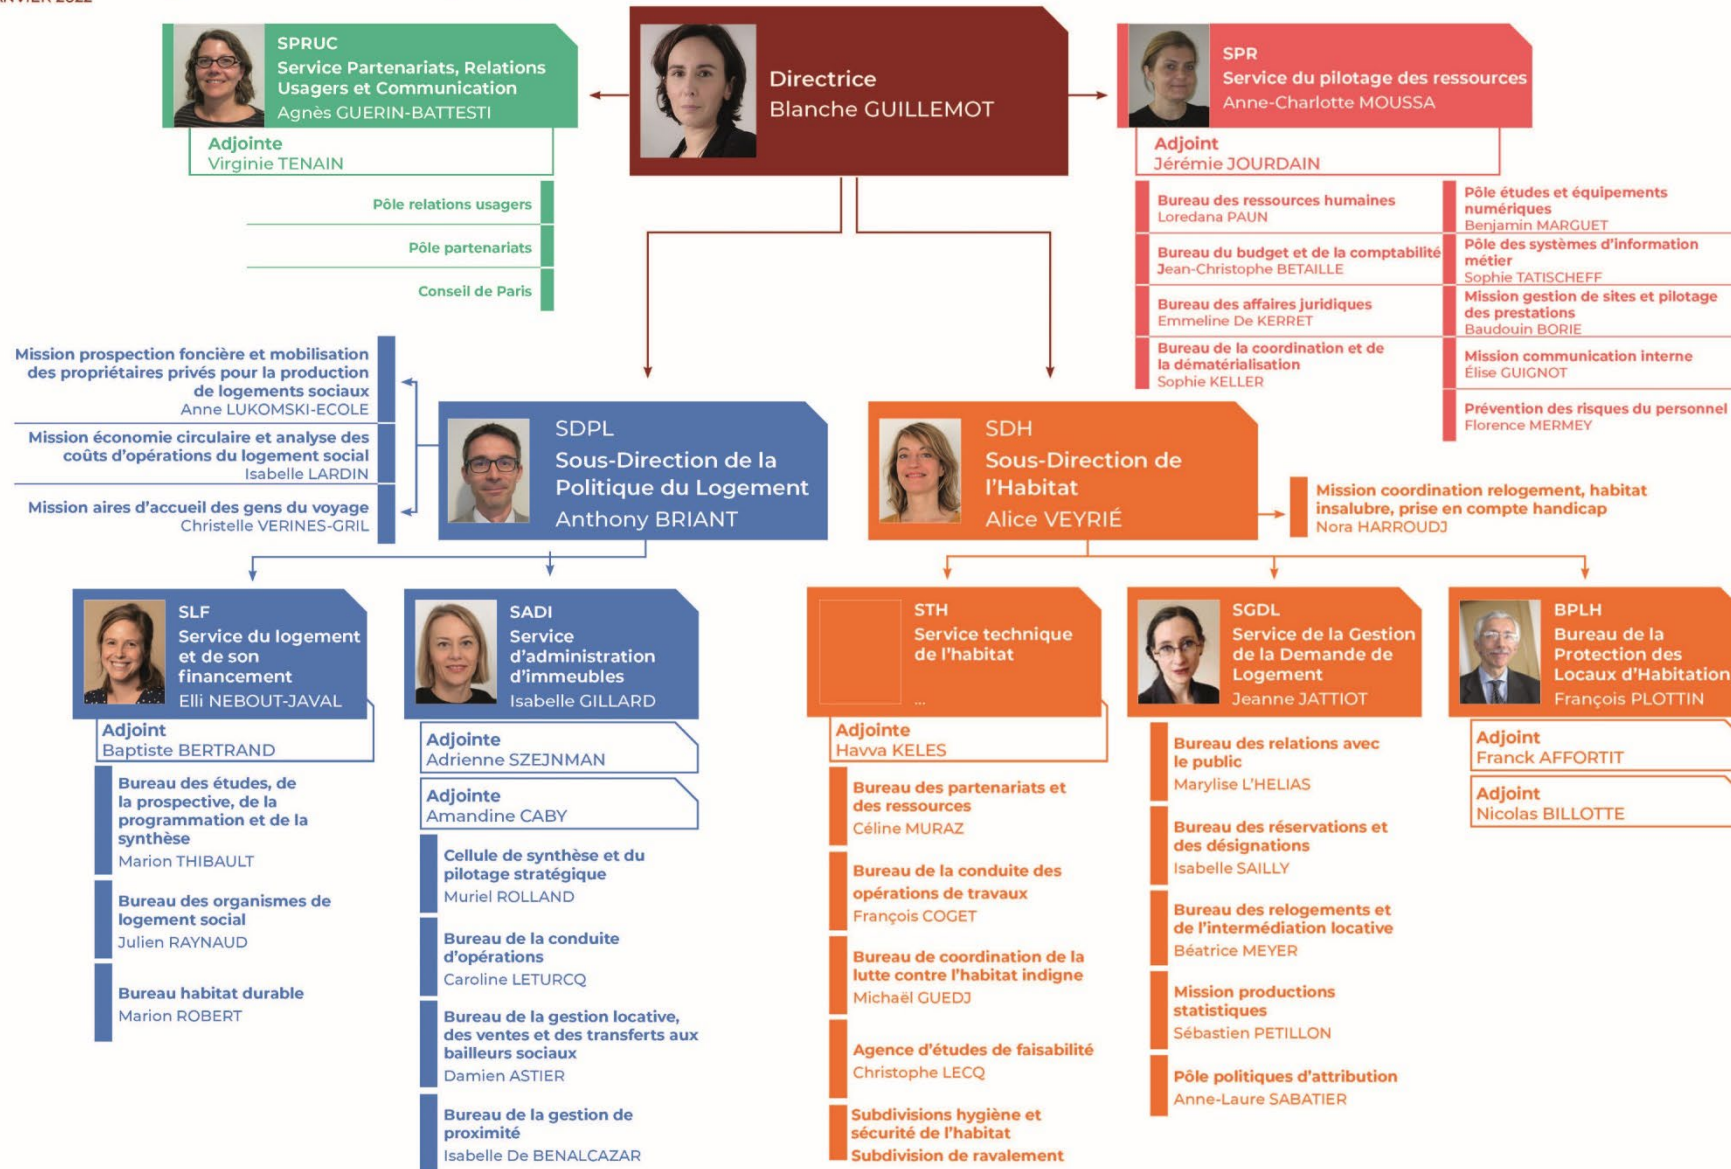 SPRUC
Service Partenariats, Relations
Usagers et Communication
Agnès GUERIN-BATTESTI
Adjointe
Virginie TENAIN
Pôle relations usagers
Pôle partenariats
Conseil de Paris
Directrice
Blanche GUILLEMOT
SPR
Service du pilotage des ressources
Anne-Charlotte MOUSSA
Adjoint
Jérémie JOURDAIN
Bureau des ressources humaines
Loredana PAUN
Bureau du budget et de la comptabilité
Jean-Christophe BETAILLE
Bureau des affaires juridiques
Emmeline De KERRET
Bureau de la coordination et de
la dématérialisation
Sophie KELLER
Pôle études et équipements
numériques
Benjamin MARGUET
Pôle des systèmes d'information
métier
Sophie TATISCHEFF
Mission gestion de sites et pilotage
des prestations
Baudouin BORIE
Mission communication interne
Élise GUIGNOT
Prévention des risques du personnel
Florence MERMEY
Mission prospection foncière et mobilisation
des propriétaires privés pour la production
de logements sociaux
Anne LUKOMSKI-ECOLE
Mission économie circulaire et analyse des
coûts d'opérations du logement social
Isabelle LARDIN
Mission aires d'accueil des gens du voyage
Christelle VERINES-GRIL
SDPL
Sous-Direction de la
Politique du Logement
Anthony BRIANT
SDH
Sous-Direction de
l'Habitat
Alice VEYRIÉ
Mission coordination relogement, habitat
insalubre, prise en compte handicap
Nora HARROUDJ
SLF
Service du logement
et de son
financement
Elli NEBOUT-JAVAL
Adjoint
Baptiste BERTRAND
Bureau des études, de
la prospective, de la
programmation et de la
synthèse
Marion THIBAULT
Bureau des organismes de
logement social
Julien RAYNAUD
Bureau habitat durable
Marion ROBERT
SADI
Service
d'administration
d'immeubles
Isabelle GILLARD
Adjointe
Adrienne SZEJNMAN
Adjointe
Amandine CABY
Cellule de synthèse et du
pilotage stratégique
Muriel ROLLAND
Bureau de la conduite
d'opérations
Caroline LETURCQ
Bureau de la gestion locative,
des ventes et des transferts aux
bailleurs sociaux
Damien ASTIER
Bureau de la gestion de
proximité
Isabelle De BENALCAZAR
STH
Service technique
de l'habitat
...
Adjointe
Havva KELES
Bureau des partenariats et
des ressources
Céline MURAZ
Bureau de la conduite des
opérations de travaux
François COGET
Bureau de coordination de la
lutte contre l'habitat indigne
Michaël GUEDJ
Agence d'études de faisabilité
Christophe LECQ
Subdivisions hygiène et
sécurité de l'habitat
Subdivision de ravalement
SGDL
Service de la Gestion
de la Demande de
Logement
Jeanne JATTIOT
Bureau des relations avec
le public
Marylise L'HELIAS
Bureau des réservations et
des désignations
Isabelle SAILLY
Bureau des relogements et
de l'intermédiation locative
Béatrice MEYER
Mission productions
statistiques
Sébastien PETILLON
Pôle politiques d'attribution
Anne-Laure SABATIER
BPLH
Bureau de la
Protection des
Locaux d'Habitation
François PLOTTIN
Adjoint
Franck AFFORTIT
Adjoint
Nicolas BILLOTTE